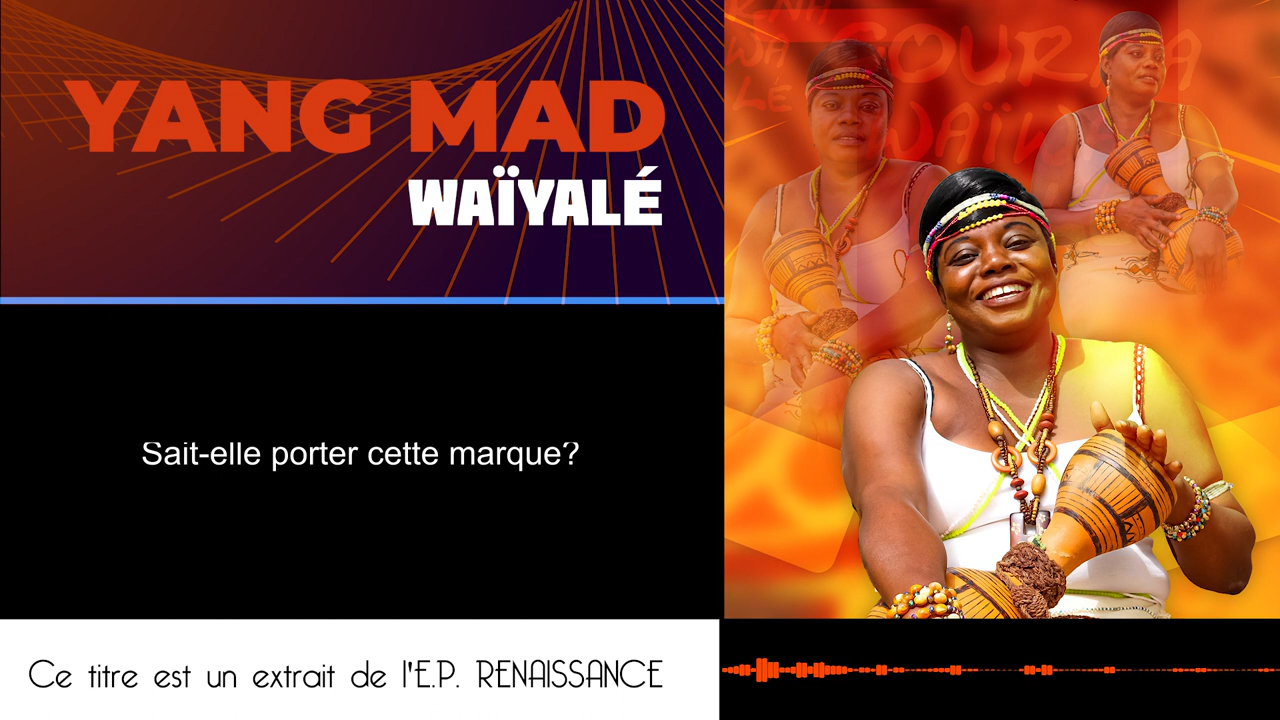 YANG MAD
WAÏYALÉ
Sait-elle porter cette marque?
Ce titre est un extrait de l'E.P. RENAISSANCE